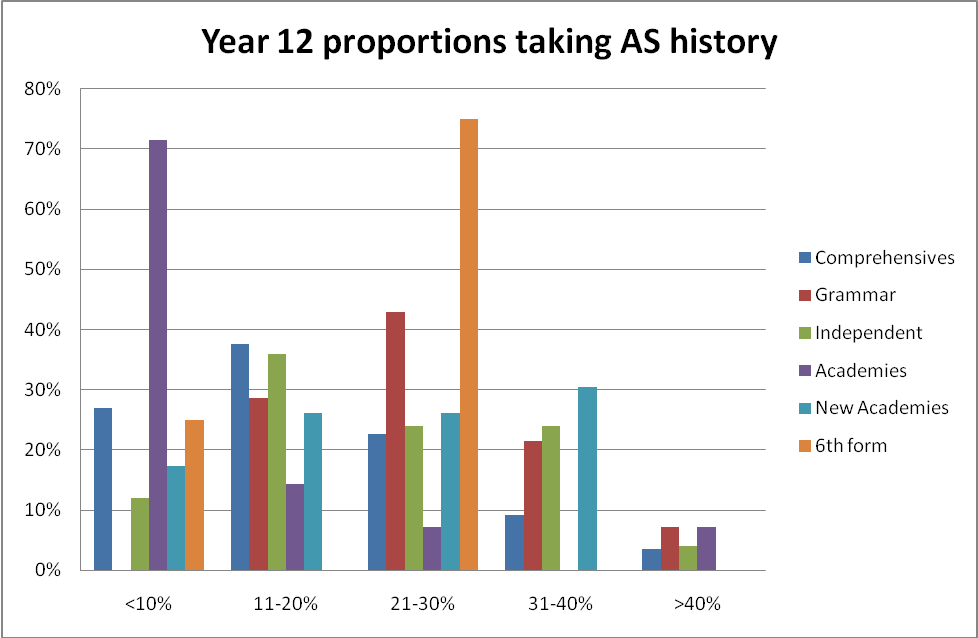 Year 12 proportions taking AS history
80%
70%
60%
50%
40%
30%
20%
10%
0%
<10%
11-20%
21-30%
31-40%
>40%
Comprehensives
Grammar
Independent
Academies
New Academies
6th form